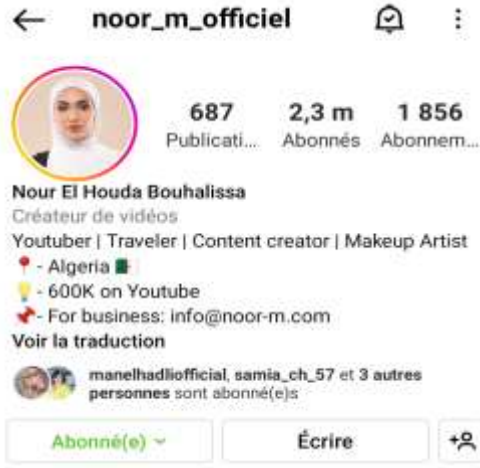 noor_m_officiel
687 2,3 m 1 856
Publicati... Abonnés Abonnem...
Nour El Houda Bouhalissa
Créateur de vidéos
Youtuber | Traveler | Content creator | Makeup Artist
📍- Algeria 🇩🇿
💡- 600K on Youtube
📌- For business: info@noor-m.com
Voir la traduction
manelhadliofficial, samia_ch_57 et 3 autres
personnes sont abonné(e)s
Abonné(e) Écrire